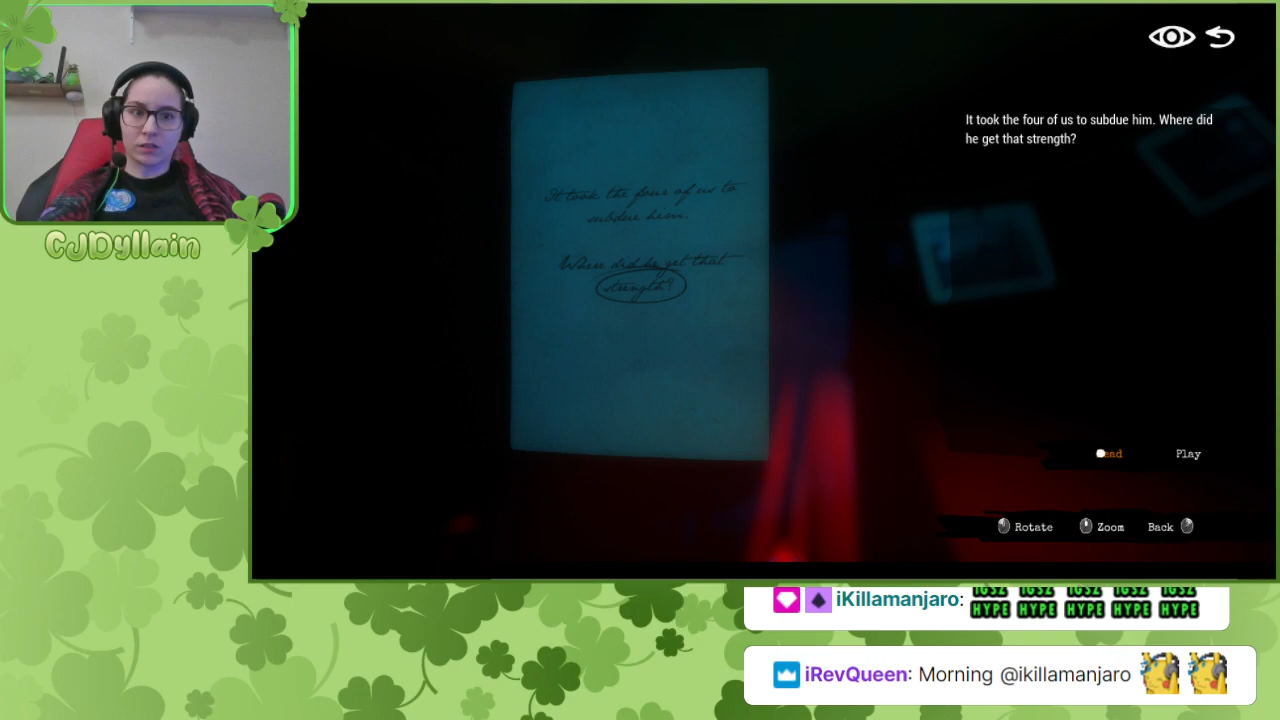 CJDyllain
It took the four of us to subdue him. Where did
he get that strength?
It took the four of us to
subdue him.
Where did he get that
strength?
Play
Rotate
Zoom
Back
iKillamanjaro:
HYPE HYPE HYPE HYPE HYPE
iRevQueen: Morning @ikillamanjaro